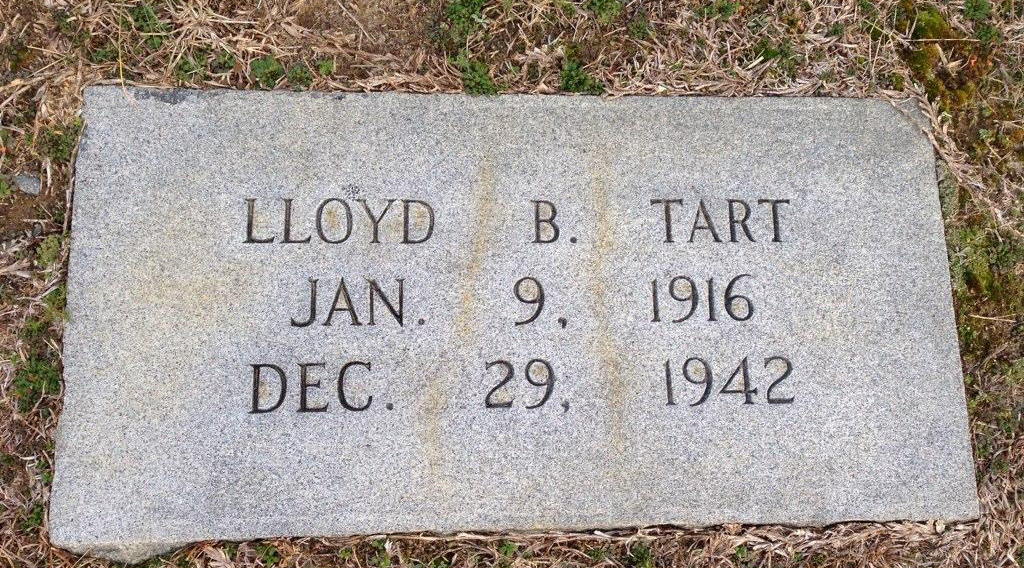 LLOYD B. TART
JAN. 9, 1916
DEC. 29, 1942